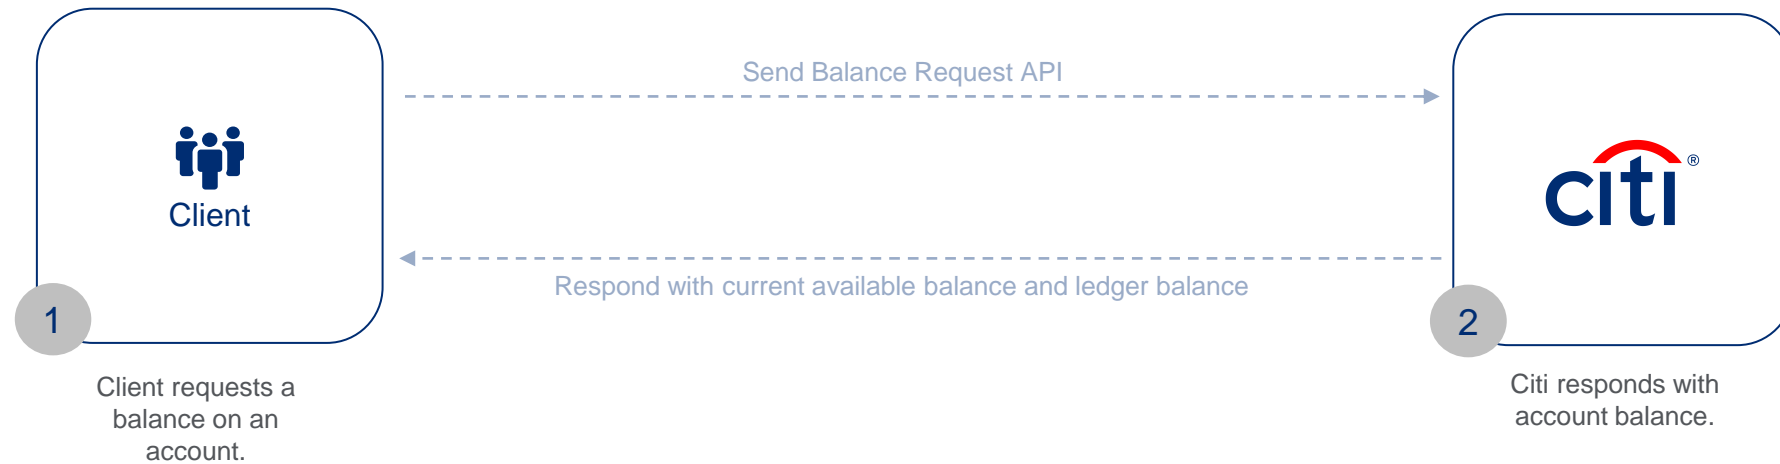 Send Balance Request API
Client
citi®
Respond with current available balance and ledger balance
1
2
Client requests a
balance on an
account.
Citi responds with
account balance.